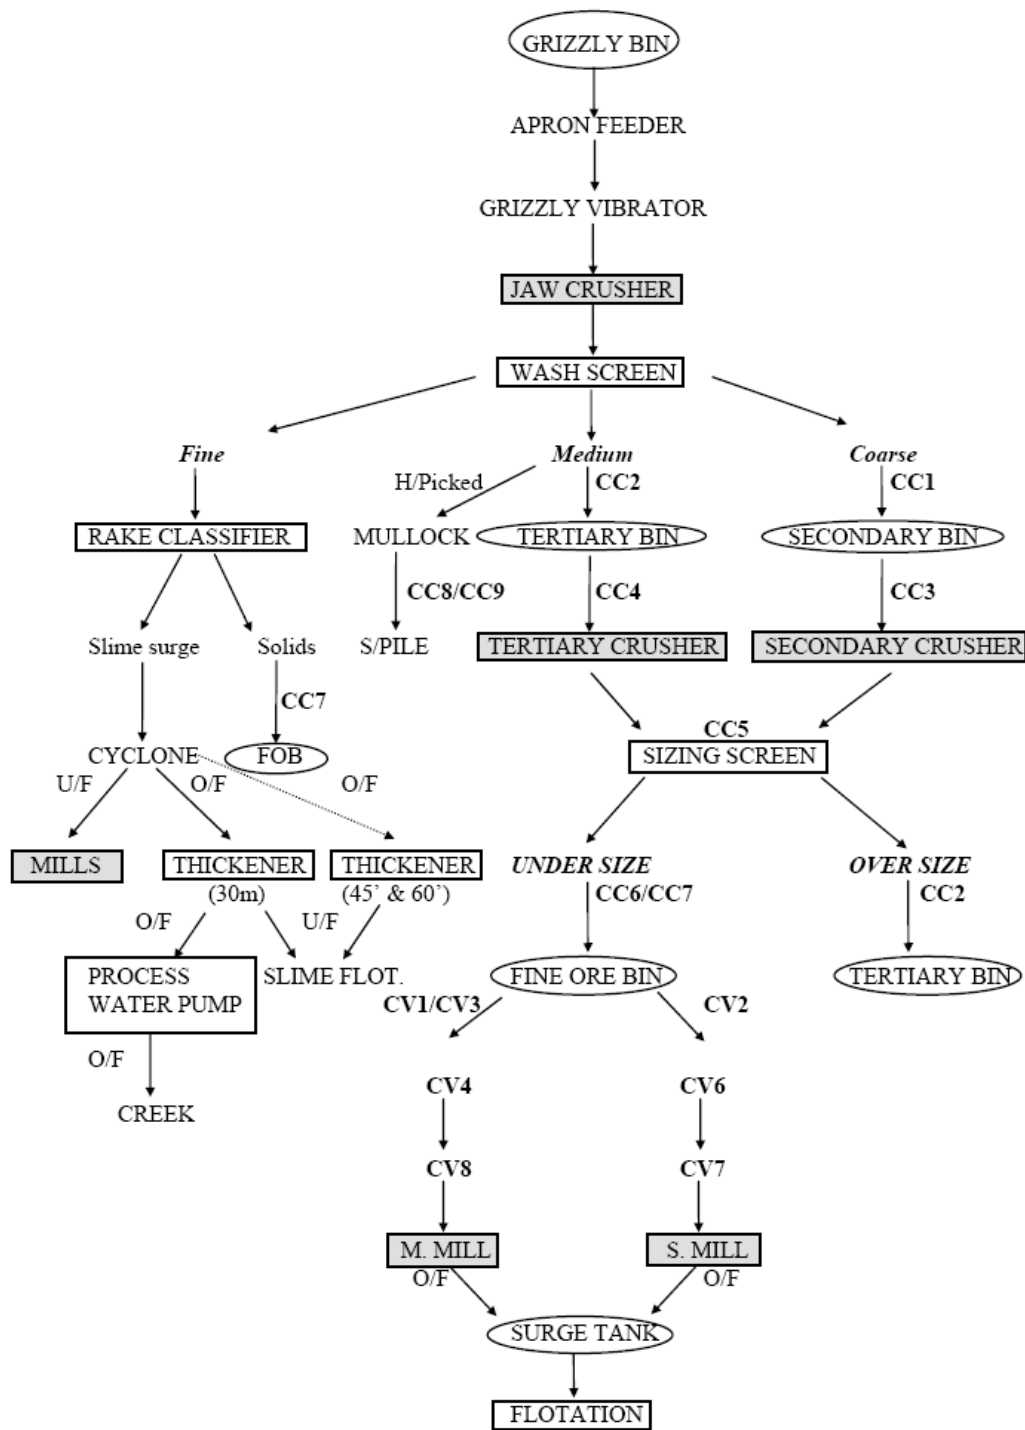 GRIZZLY BIN
APRON FEEDER
GRIZZLY VIBRATOR
JAW CRUSHER
WASH SCREEN
Fine
Medium
Coarse
H/Picked
CC2
CC1
RAKE CLASSIFIER
MULLOCK
TERTIARY BIN
SECONDARY BIN
CC8/CC9
CC4
CC3
Slime surge
Solids
S/PILE
TERTIARY CRUSHER
SECONDARY CRUSHER
CC7
CC5
CYCLONE
FOB
SIZING SCREEN
U/F
O/F
O/F
MILLS
THICKENER
THICKENER
UNDER SIZE
OVER SIZE
(30m)
(45’ & 60’)
CC6/CC7
CC2
O/F
U/F
PROCESS
WATER PUMP
SLIME FLOT.
FINE ORE BIN
TERTIARY BIN
CV1/CV3
CV2
O/F
CREEK
CV4
CV6
CV8
CV7
M. MILL
S. MILL
O/F
O/F
SURGE TANK
FLOTATION